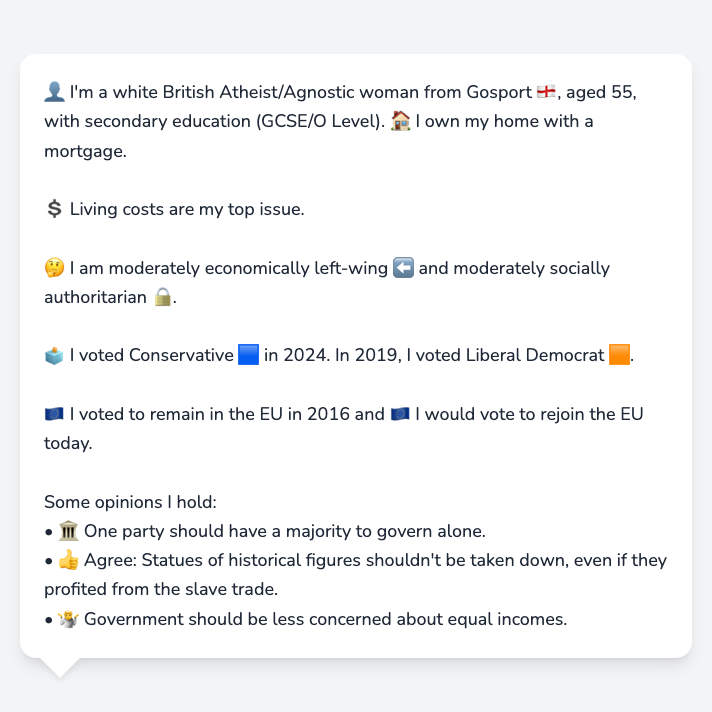 👤 I'm a white British Atheist/Agnostic woman from Gosport 🏴󠁧󠁢󠁥󠁮󠁧󠁿, aged 55,
with secondary education (GCSE/O Level). 🏠 I own my home with a
mortgage.
💲 Living costs are my top issue.
🤔 I am moderately economically left-wing ⬅️ and moderately socially
authoritarian 🔒.
🗳️ I voted Conservative 🟦 in 2024. In 2019, I voted Liberal Democrat 🟧.
🇪🇺 I voted to remain in the EU in 2016 and 🇪🇺 I would vote to rejoin the EU
today.
Some opinions I hold:
• 🏛️ One party should have a majority to govern alone.
• 👍 Agree: Statues of historical figures shouldn't be taken down, even if they
profited from the slave trade.
• 🤷 Government should be less concerned about equal incomes.